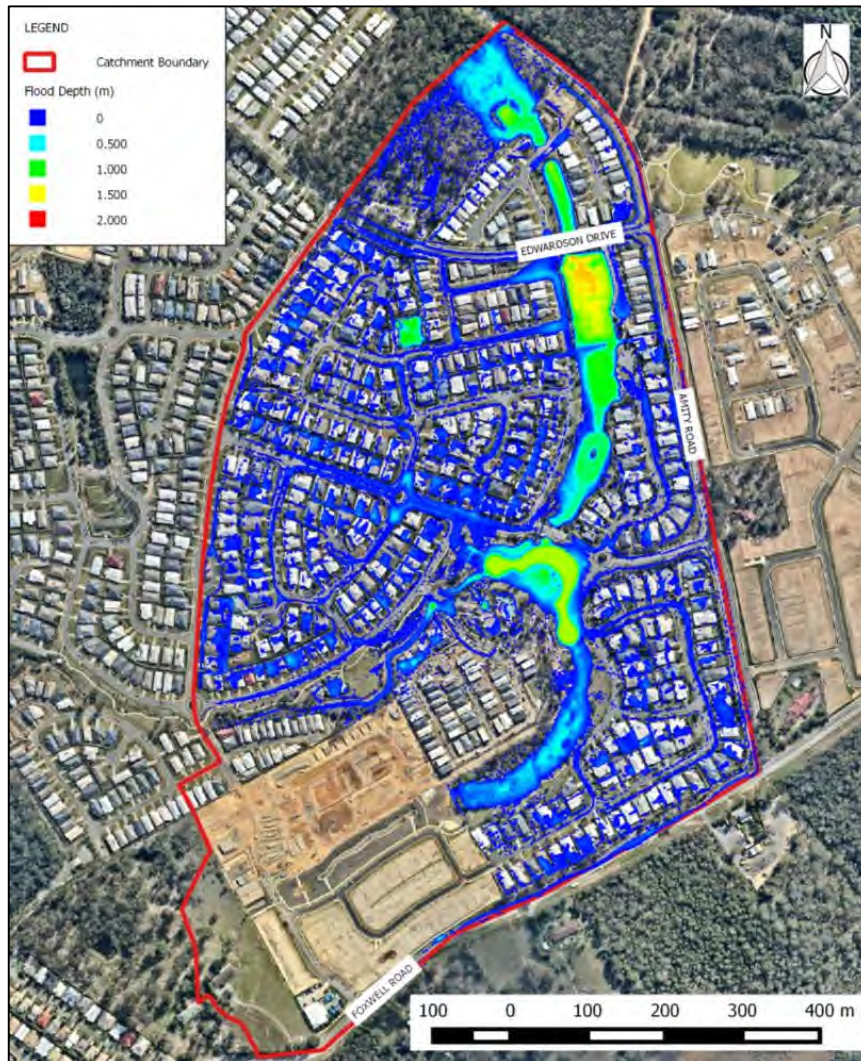 LEGEND
Catchment Boundary
Flood Depth (m)
0
0.500
1.000
1.500
2.000
N
EDWARDSON DRIVE
AMITY ROAD
FOXWELL ROAD
100 0 100 200 300 400 m